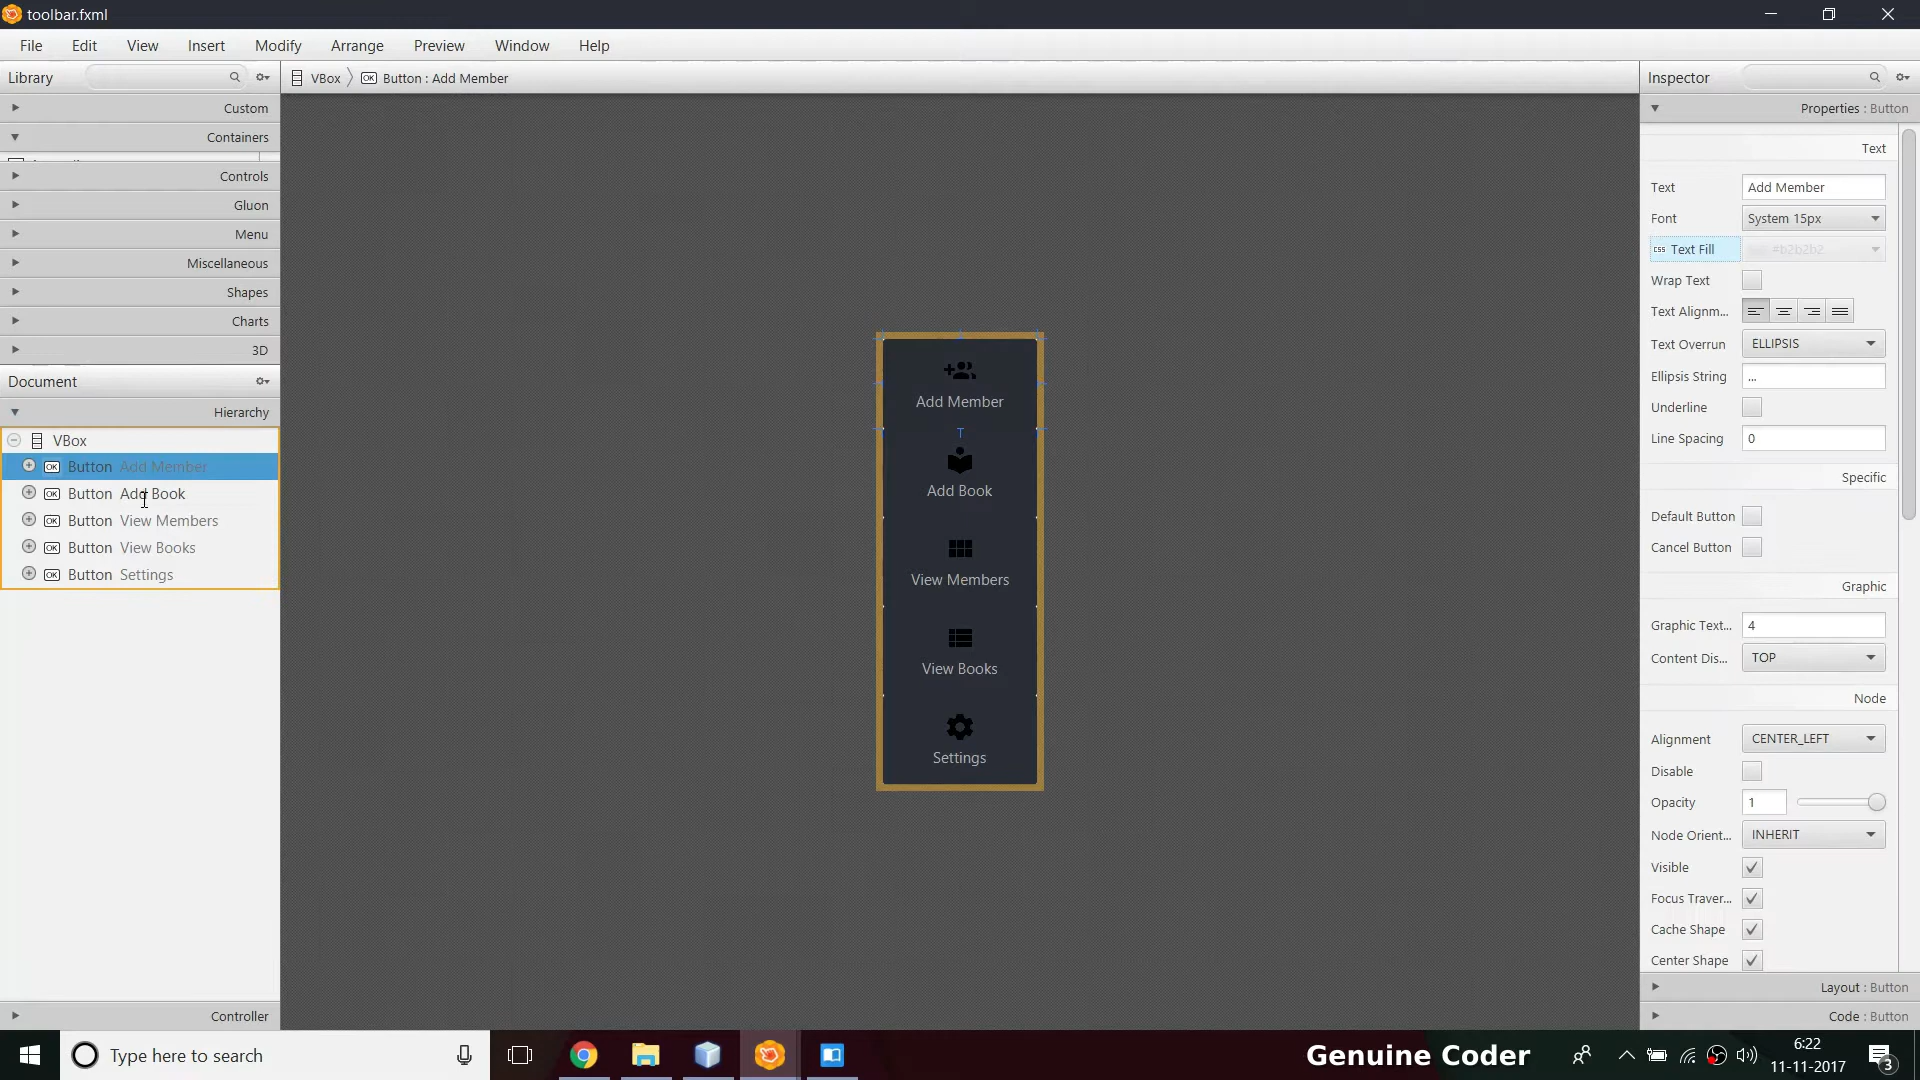 toolbar.fxml
File Edit View Insert Modify Arrange Preview Window Help
Library
VBox Button : Add Member
Inspector
Custom
Containers
Controls
Gluon
Menu
Miscellaneous
Shapes
Charts
3D
Document
Hierarchy
VBox
Button Add Member
Button Add Book
Button View Members
Button View Books
Button Settings
Controller
Add Member
T
Add Book
View Members
View Books
Settings
Properties : Button
Text
Text Add Member
Font System 15px
css Text Fill #b2b2b2
Wrap Text
Text Alignm...
Text Overrun ELLIPSIS
Ellipsis String ...
Underline
Line Spacing 0
Specific
Default Button
Cancel Button
Graphic
Graphic Text... 4
Content Dis... TOP
Node
Alignment CENTER_LEFT
Disable
Opacity 1
Node Orient... INHERIT
Visible
Focus Traver...
Cache Shape
Center Shape
Layout : Button
Code : Button
Type here to search
Genuine Coder
6:22
11-11-2017
3